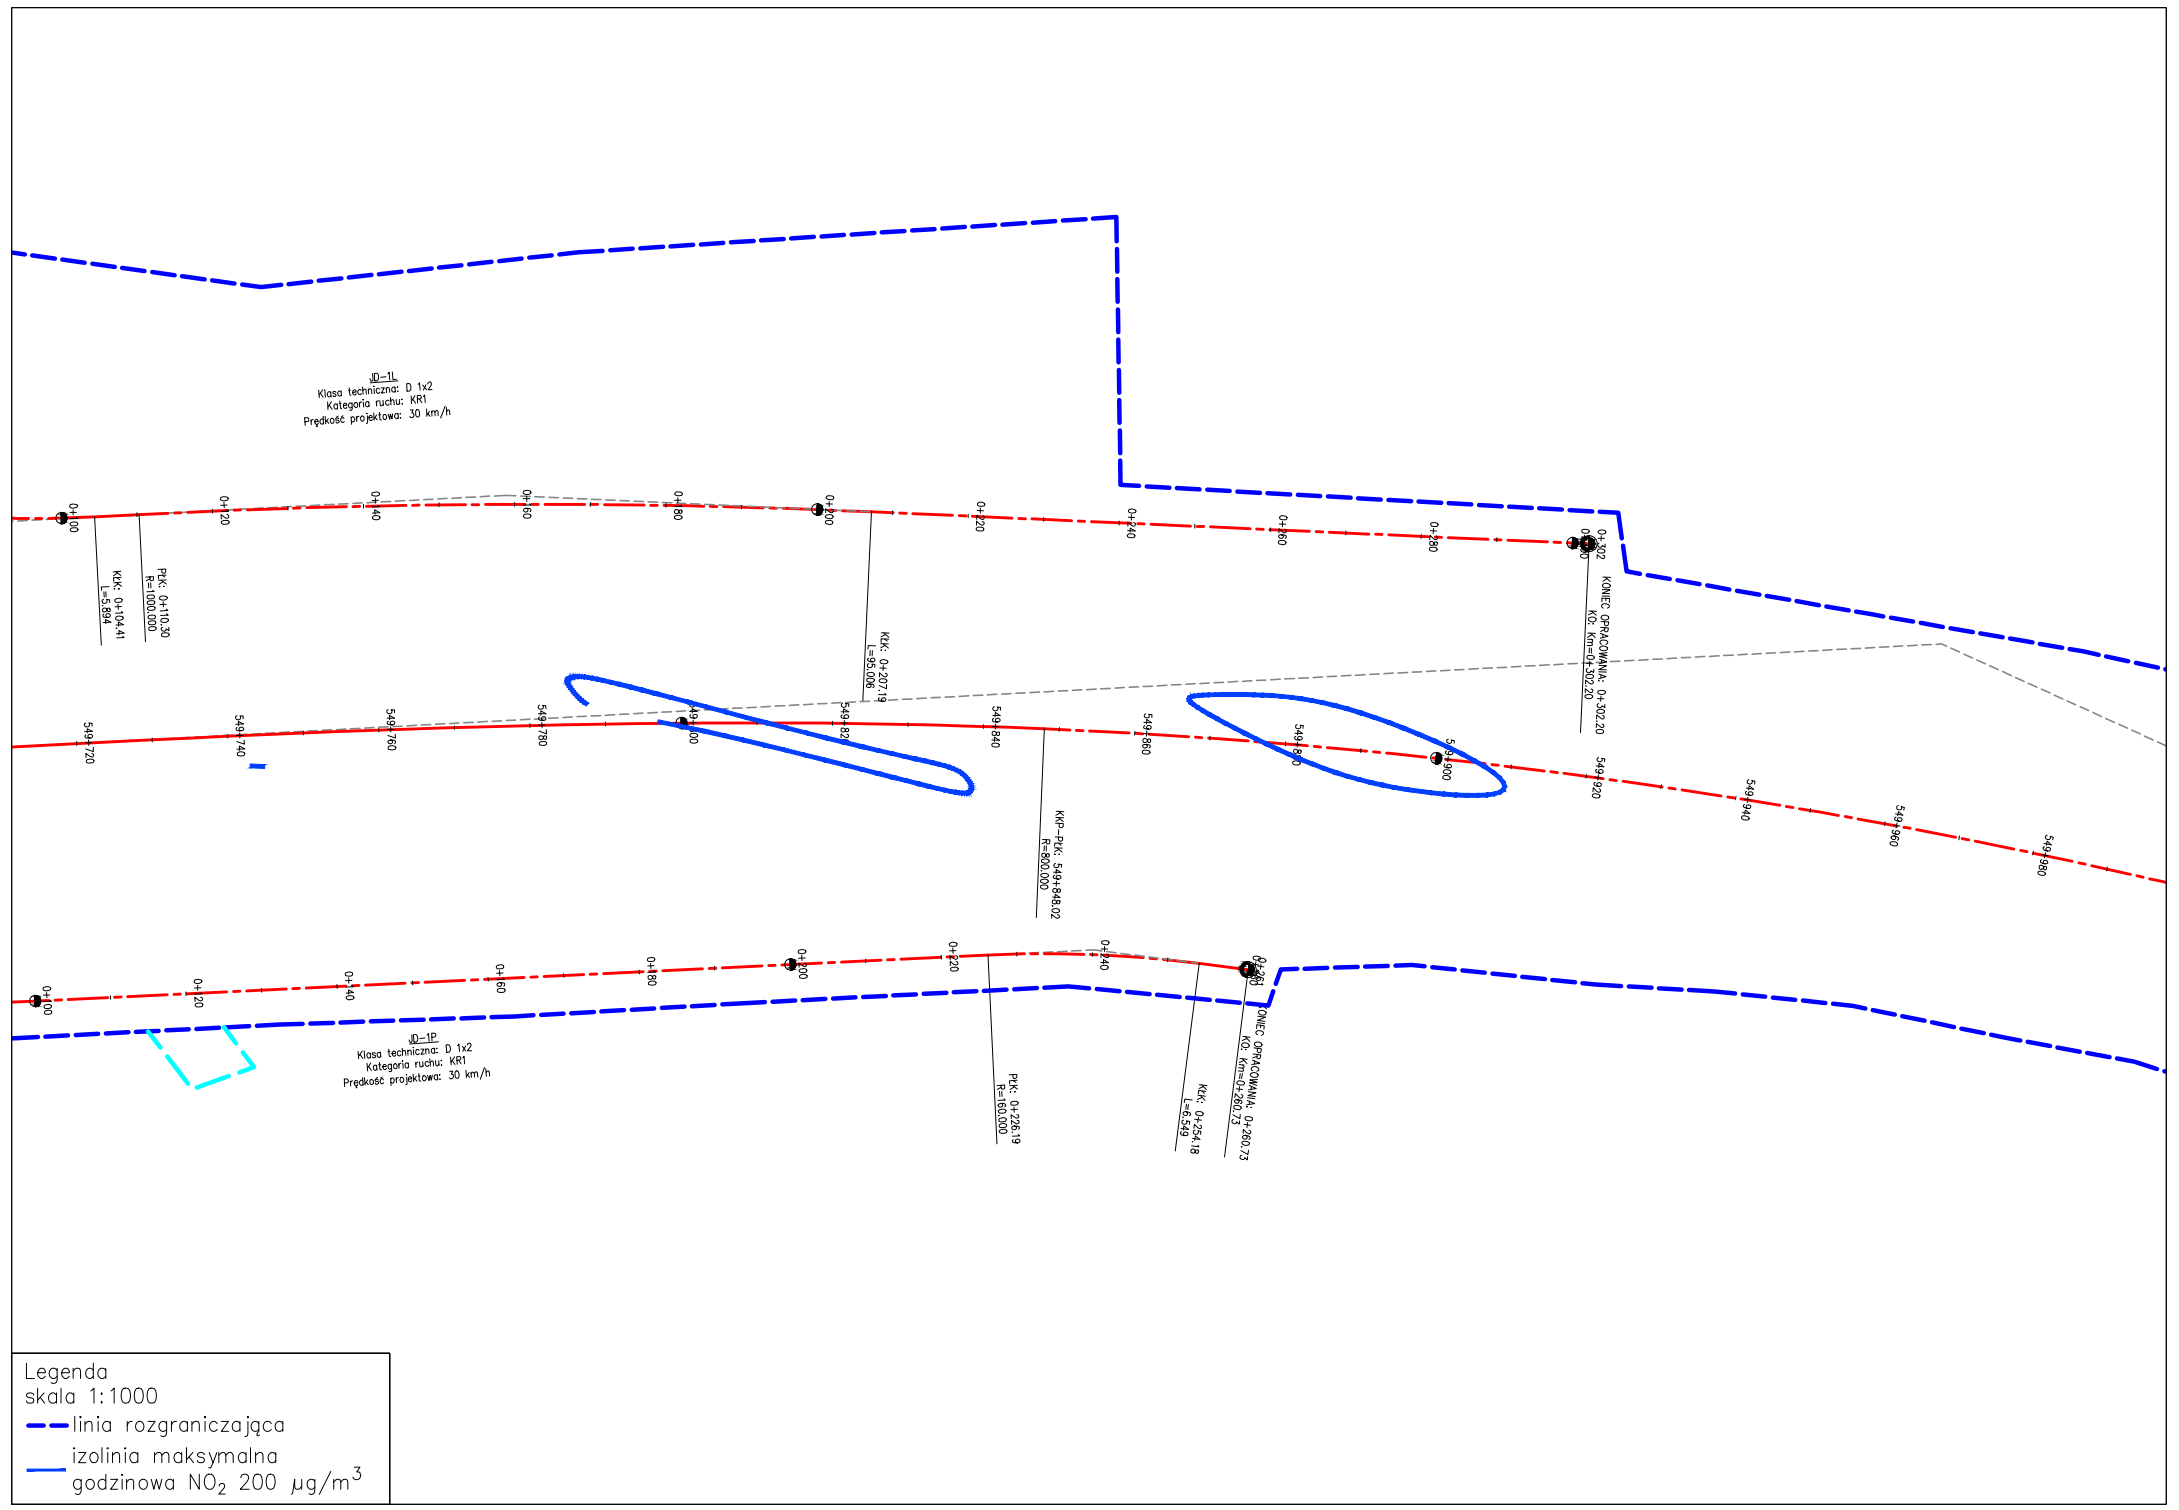 JD-1L
Klasa techniczna: D 1x2
Kategoria ruchu: KR1
Prędkość projektowa: 30 km/h
0+100
0+120
0+140
0+160
0+180
0+200
0+220
0+240
0+260
0+280
0+302
KŁK: 0+104.41
L=5.894
PŁK: 0+110.30
R=1000.000
KŁK: 0+207.19
L=95.006
KONIEC OPRACOWANIA: 0+302.20
KO: Km=0+302.20
549+720
549+740
549+760
549+780
549+800
549+820
549+840
549+860
549+880
549+900
549+920
549+940
549+960
549+980
KKP-PŁK: 549+848.02
R=800.000
0+100
0+120
0+140
0+160
0+180
0+200
0+220
0+240
0+261
PŁK: 0+226.19
R=160.000
KŁK: 0+254.18
L=6.549
KONIEC OPRACOWANIA: 0+260.73
KO: Km=0+260.73
JD-1P
Klasa techniczna: D 1x2
Kategoria ruchu: KR1
Prędkość projektowa: 30 km/h
Legenda
skala 1:1000
linia rozgraniczająca
izolinia maksymalna
godzinowa NO₂ 200 µg/m³